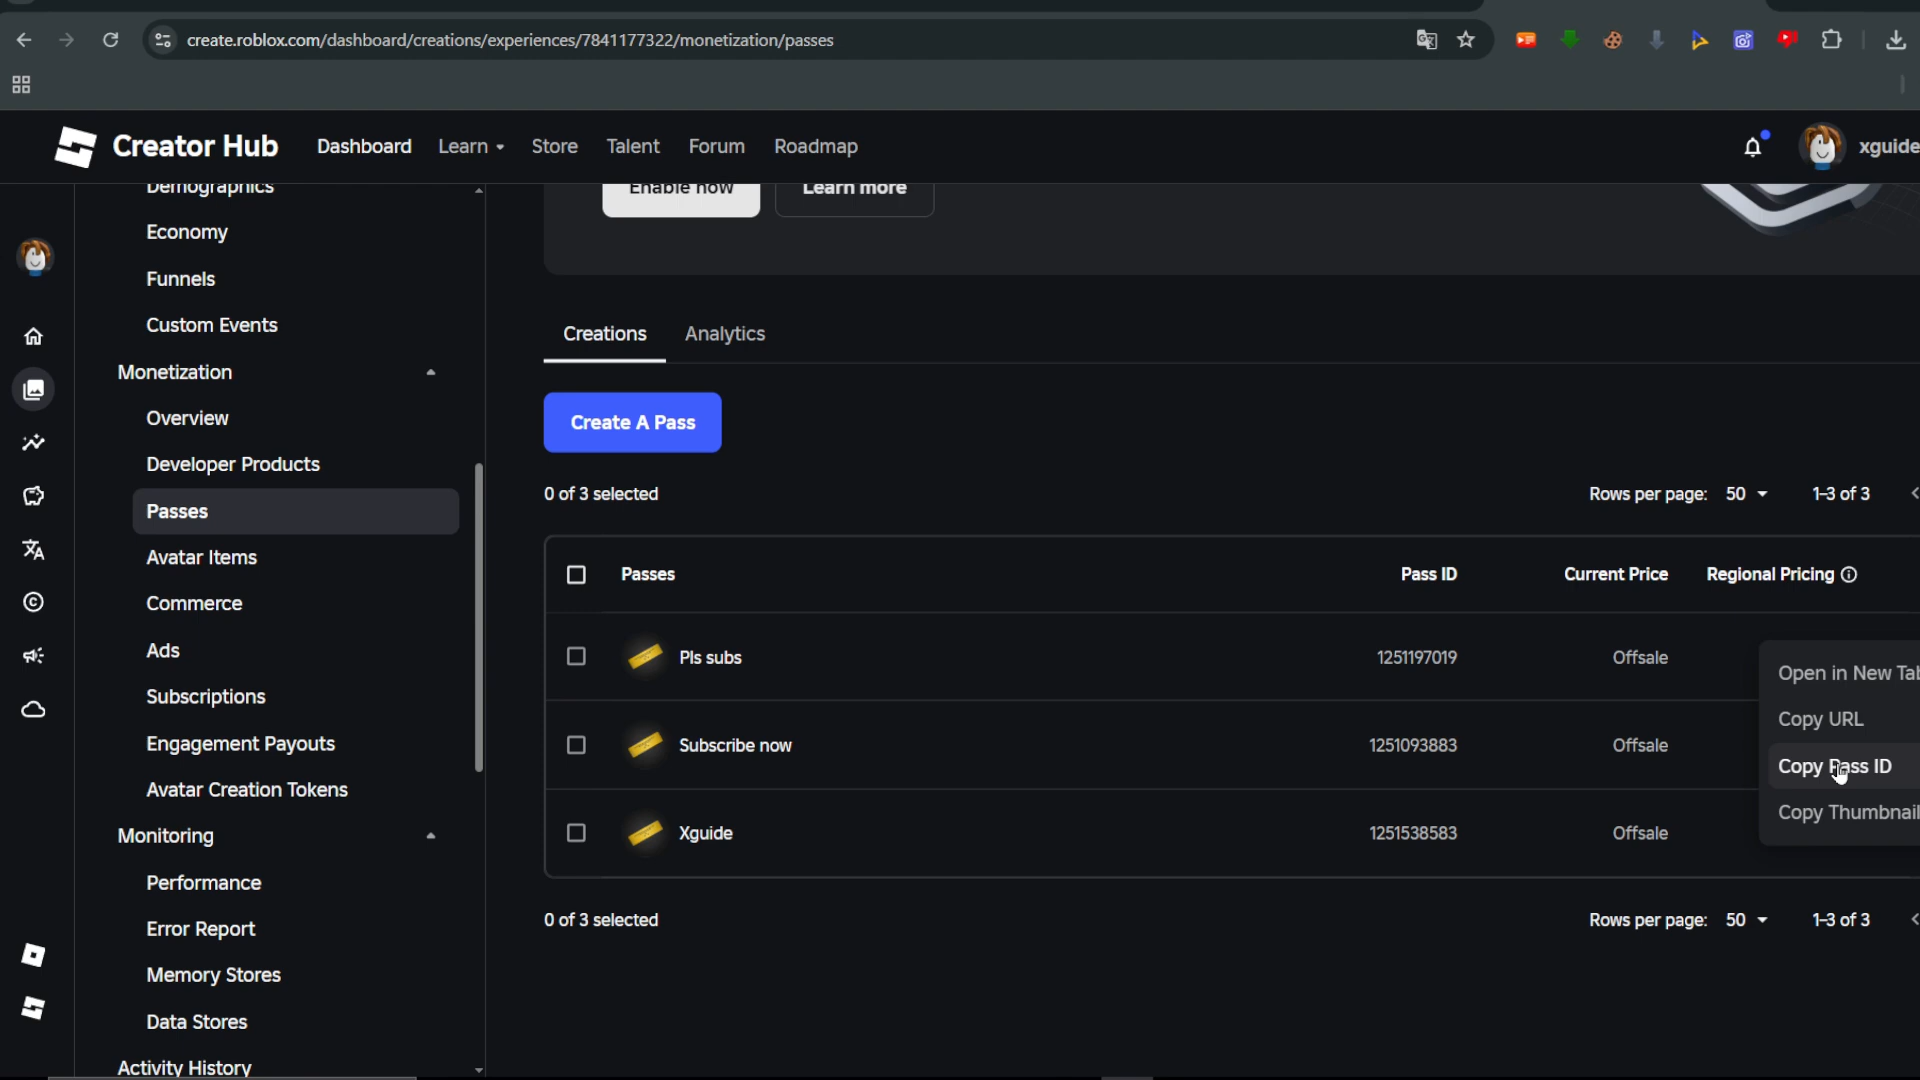 create.roblox.com/dashboard/creations/experiences/7841177322/monetization/passes
Creator Hub
Dashboard
Learn
Store
Talent
Forum
Roadmap
xguide
Demographics
Economy
Funnels
Custom Events
Monetization
Overview
Developer Products
Passes
Avatar Items
Commerce
Ads
Subscriptions
Engagement Payouts
Avatar Creation Tokens
Monitoring
Performance
Error Report
Memory Stores
Data Stores
Activity History
Enable now
Learn more
Creations
Analytics
Create A Pass
0 of 3 selected
Rows per page: 50
1-3 of 3
Passes
Pass ID
Current Price
Regional Pricing
Pls subs
1251197019
Offsale
Subscribe now
1251093883
Offsale
Xguide
1251538583
Offsale
Open in New Tab
Copy URL
Copy Pass ID
Copy Thumbnail
0 of 3 selected
Rows per page: 50
1-3 of 3